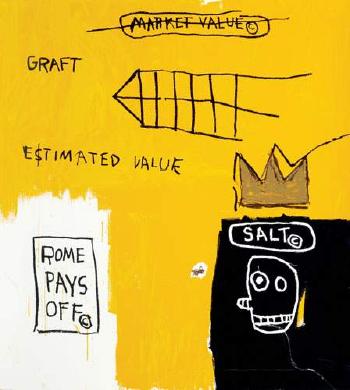 MARKET VALUE©
GRAFT
E$TIMATED VALUE
SALT©
ROME
PAYS
OFF©